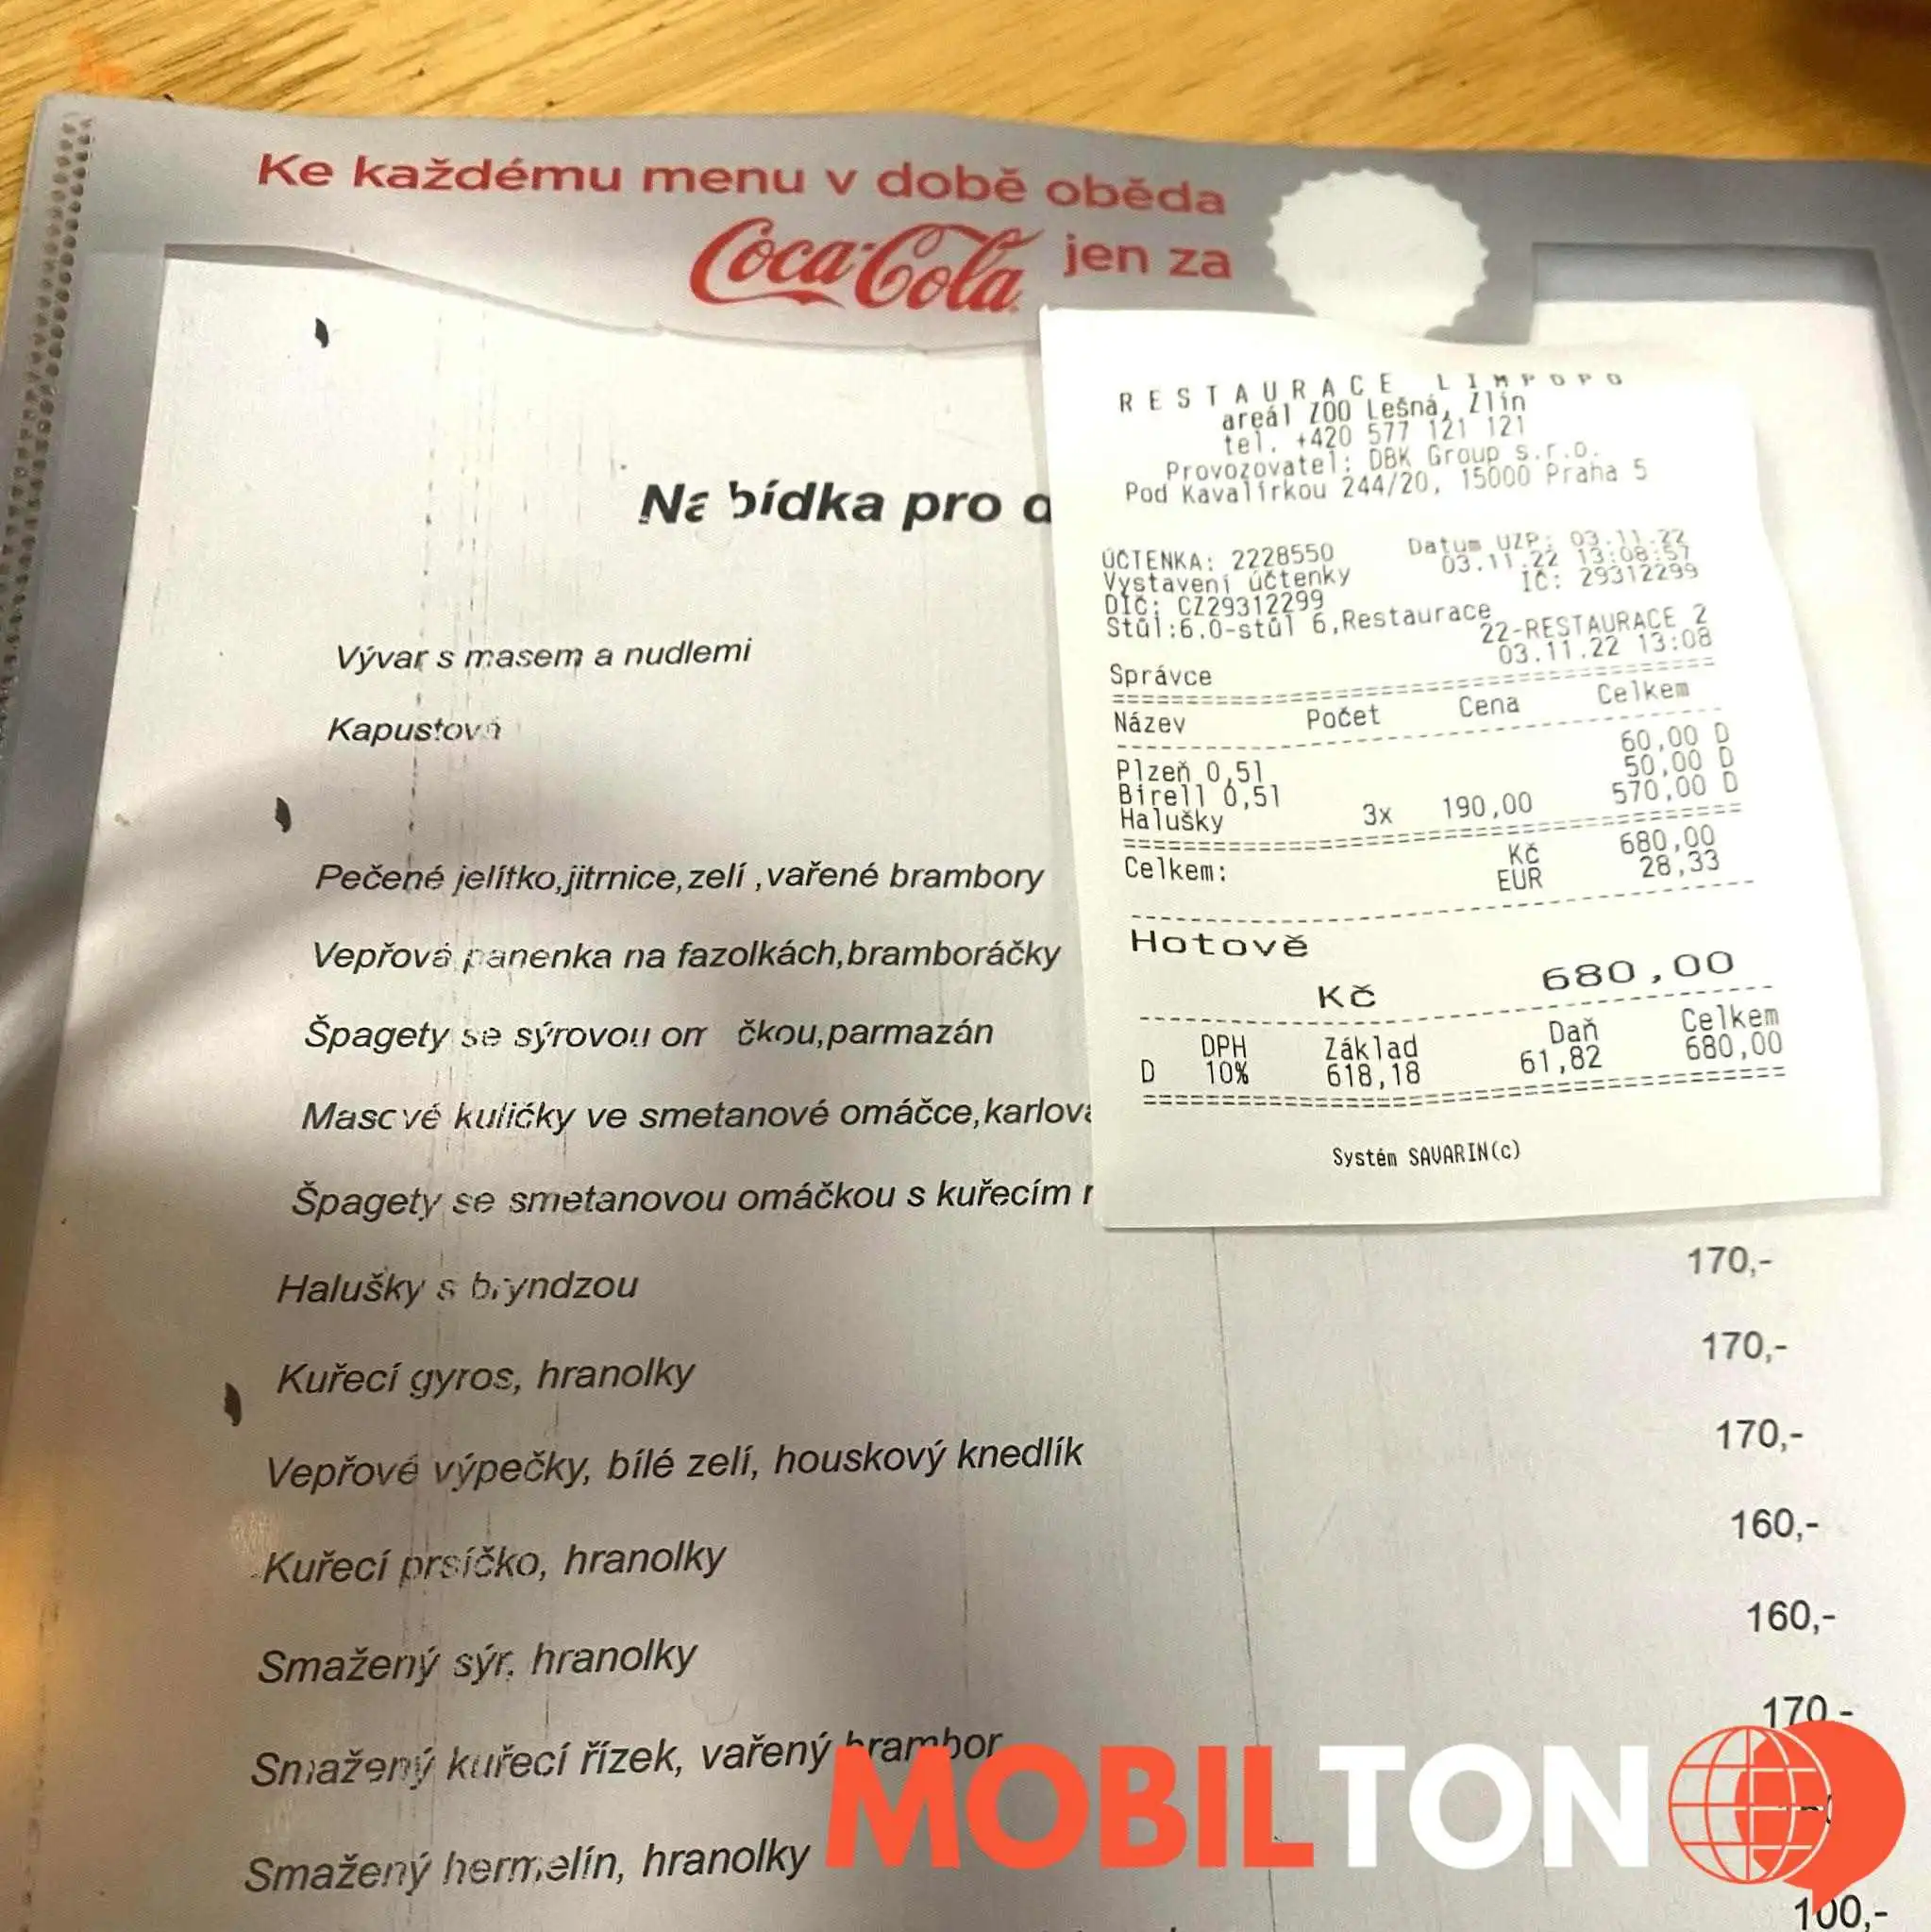 Ke každému menu v době oběda
Coca-Cola jen za
Nabídka pro d
Vývar s masem a nudlemi
Kapustová
Pečené jelítko,jitrnice,zelí ,vařené brambory
Vepřová panenka na fazolkách,bramboráčky
Špagety se sýrovou omáčkou,parmazán
Masové kuličky ve smetanové omáčce,karlova
Špagety se smetanovou omáčkou s kuřecím
Halušky s bryndzou 170,-
Kuřecí gyros, hranolky 170,-
Vepřové výpečky, bílé zelí, houskový knedlík 170,-
Kuřecí prsíčko, hranolky 160,-
Smažený sýr, hranolky 160,-
Smažený kuřecí řízek, vařený brambor 170,-
Smažený hermelín, hranolky
100,-
RESTAURACE LIMPOPO
areál ZOO Lešná, Zlín
tel. +420 577 121 121
Provozovatel: DBK Group s.r.o.
Pod Kavalírkou 244/20, 15000 Praha 5
ÚČTENKA: 2228550 Datum UZP: 03.11.22
Vystavení účtenky 03.11.22 13:08:57
DIČ: CZ29312299 IČ: 29312299
Stůl:6.0-stůl 6,Restaurace
22-RESTAURACE 2
Správce 03.11.22 13:08
Název Počet Cena Celkem
Plzeň 0,5l 60,00 D
Birell 0,5l 50,00 D
Halušky 3x 190,00 570,00 D
Celkem: Kč 680,00
EUR 28,33
Hotově
Kč 680,00
DPH Základ Daň Celkem
D 10% 618,18 61,82 680,00
Systém SAVARIN(c)
MOBILTON